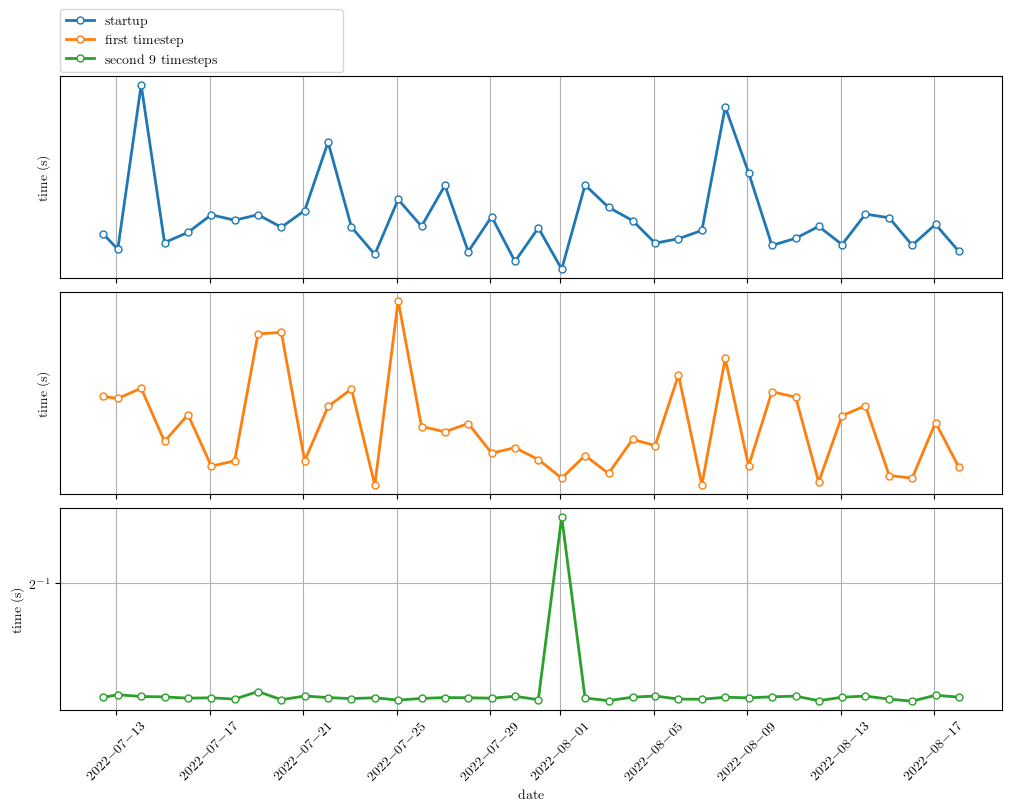 startup
first timestep
second 9 timesteps
time (s)
time (s)
time (s)
2⁻¹
2022−07−13
2022−07−17
2022−07−21
2022−07−25
2022−07−29
2022−08−01
2022−08−05
2022−08−09
2022−08−13
2022−08−17
date